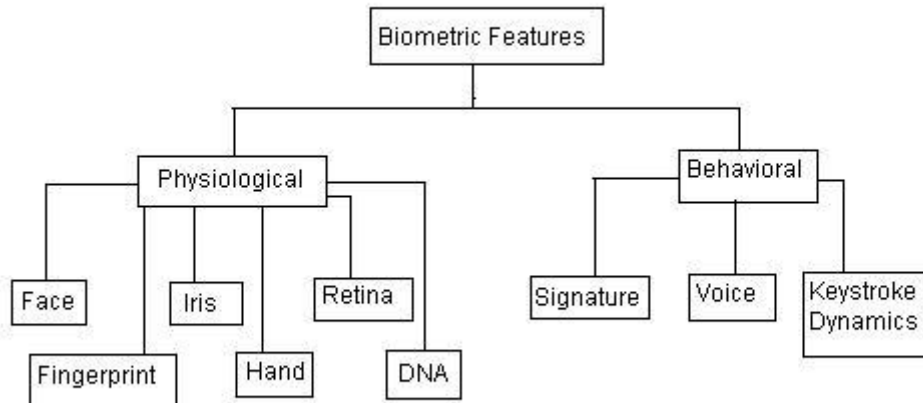 Biometric Features
Physiological
Behavioral
Face
Iris
Retina
Signature
Voice
Keystroke
Dynamics
Fingerprint
Hand
DNA